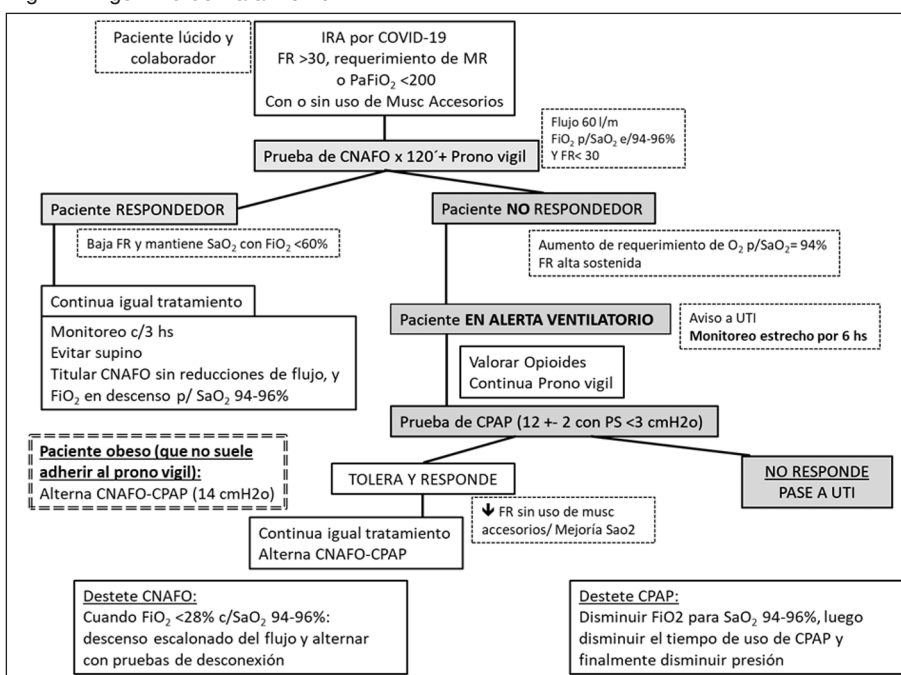 Paciente lúcido y
colaborador
IRA por COVID-19
FR >30, requerimiento de MR
o PaFiO₂ <200
Con o sin uso de Musc Accesorios
Flujo 60 l/m
FiO₂ p/SaO₂ e/94-96%
Y FR< 30
Prueba de CNAFO x 120´+ Prono vigil
Paciente RESPONDEDOR
Baja FR y mantiene SaO₂ con FiO₂ <60%
Paciente NO RESPONDEDOR
Aumento de requerimiento de O₂ p/SaO₂= 94%
FR alta sostenida
Continua igual tratamiento
Monitoreo c/3 hs
Evitar supino
Titular CNAFO sin reducciones de flujo, y
FiO₂ en descenso p/ SaO₂ 94-96%
Paciente EN ALERTA VENTILATORIO
Aviso a UTI
Monitoreo estrecho por 6 hs
Valorar Opioides
Continua Prono vigil
Prueba de CPAP (12 +- 2 con PS <3 cmH2o)
Paciente obeso (que no suele
adherir al prono vigil):
Alterna CNAFO-CPAP (14 cmH2o)
TOLERA Y RESPONDE
NO RESPONDE
PASE A UTI
↓ FR sin uso de musc
accesorios/ Mejoría Sao2
Continua igual tratamiento
Alterna CNAFO-CPAP
Destete CNAFO:
Cuando FiO₂ <28% c/SaO₂ 94-96%:
descenso escalonado del flujo y alternar
con pruebas de desconexión
Destete CPAP:
Disminuir FiO2 para SaO₂ 94-96%, luego
disminuir el tiempo de uso de CPAP y
finalmente disminuir presión